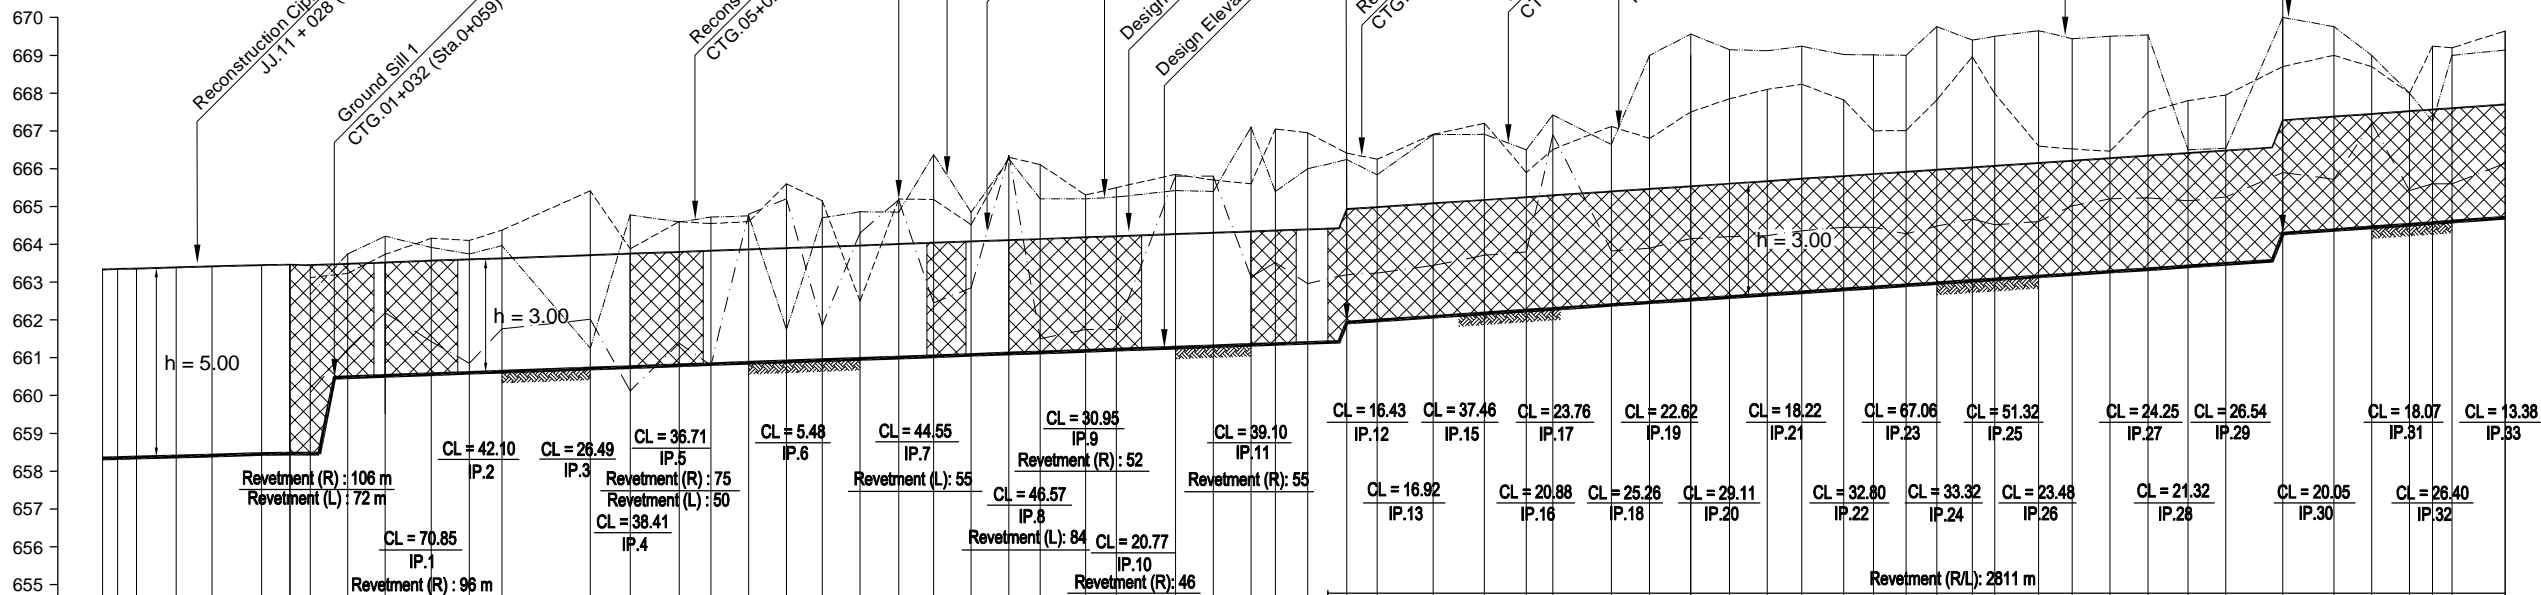 670
669
668
667
666
665
664
663
662
661
660
659
658
657
656
655
Reconstruction
JJ.11 + 028
Ground Sill 1
CTG.01+032 (Sta.0+059)
CTG.05+0
Design
Design Eleva
CTG.
h = 5.00
h = 3.00
h = 3.00
Revetment (R) : 106 m
Revetment (L) : 72 m
CL = 70.85
IP.1
Revetment (R) : 96 m
CL = 42.10
IP.2
CL = 26.49
IP.3
CL = 36.71
IP.5
Revetment (R) : 75
Revetment (L) : 50
CL = 38.41
IP.4
CL = 5.48
IP.6
CL = 44.55
IP.7
Revetment (L): 55
CL = 30.95
IP.9
Revetment (R) : 52
CL = 46.57
IP.8
Revetment (L): 84
CL = 20.77
IP.10
Revetment (R): 46
CL = 39.10
IP.11
Revetment (R): 55
CL = 16.43
IP.12
CL = 16.92
IP.13
CL = 37.46
IP.15
CL = 23.76
IP.17
CL = 20.88
IP.16
CL = 25.26
IP.18
CL = 22.62
IP.19
CL = 29.11
IP.20
CL = 18.22
IP.21
CL = 32.80
IP.22
CL = 67.06
IP.23
CL = 33.32
IP.24
CL = 51.32
IP.25
CL = 23.48
IP.26
CL = 24.25
IP.27
CL = 21.32
IP.28
CL = 26.54
IP.29
CL = 20.05
IP.30
CL = 18.07
IP.31
CL = 26.40
IP.32
CL = 13.38
IP.33
Revetment (R/L): 2811 m